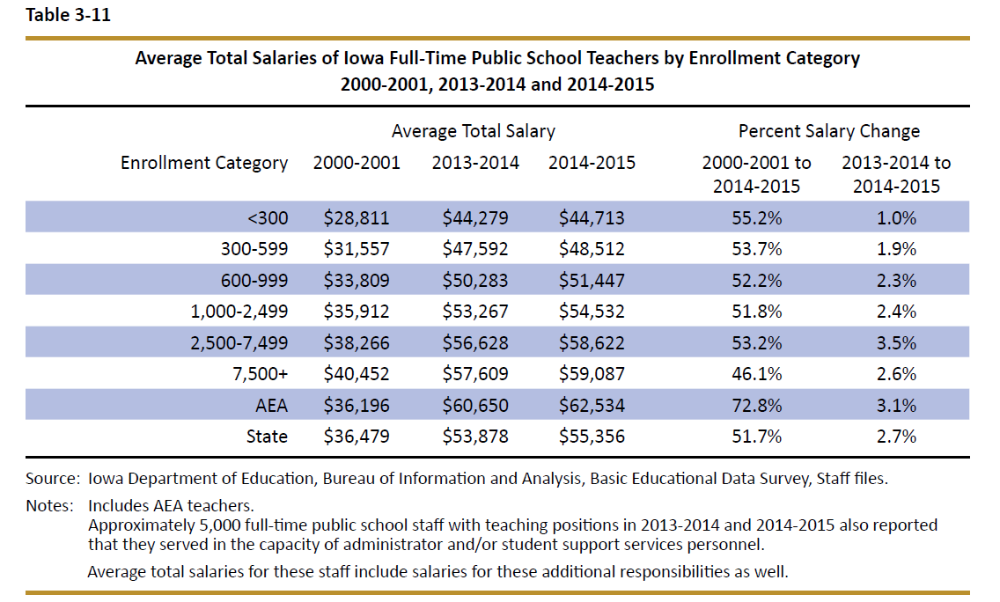 Table 3-11
Average Total Salaries of Iowa Full-Time Public School Teachers by Enrollment Category
2000-2001, 2013-2014 and 2014-2015
Average Total Salary Percent Salary Change
Enrollment Category 2000-2001 2013-2014 2014-2015 2000-2001 to 2013-2014 to
2014-2015 2014-2015
<300 $28,811 $44,279 $44,713 55.2% 1.0%
300-599 $31,557 $47,592 $48,512 53.7% 1.9%
600-999 $33,809 $50,283 $51,447 52.2% 2.3%
1,000-2,499 $35,912 $53,267 $54,532 51.8% 2.4%
2,500-7,499 $38,266 $56,628 $58,622 53.2% 3.5%
7,500+ $40,452 $57,609 $59,087 46.1% 2.6%
AEA $36,196 $60,650 $62,534 72.8% 3.1%
State $36,479 $53,878 $55,356 51.7% 2.7%
Source: Iowa Department of Education, Bureau of Information and Analysis, Basic Educational Data Survey, Staff files.
Notes: Includes AEA teachers.
Approximately 5,000 full-time public school staff with teaching positions in 2013-2014 and 2014-2015 also reported
that they served in the capacity of administrator and/or student support services personnel.
Average total salaries for these staff include salaries for these additional responsibilities as well.